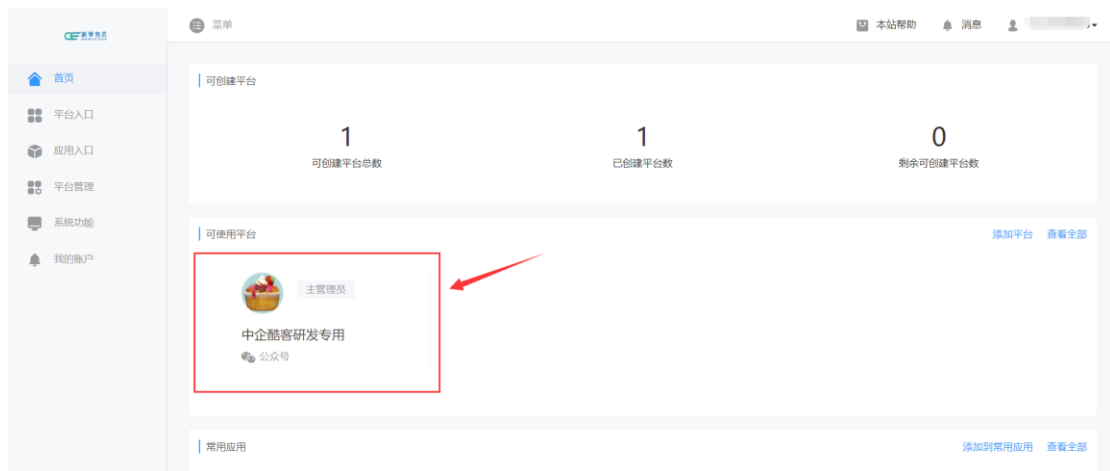 菜单
本站帮助
消息
首页
平台入口
应用入口
平台管理
系统功能
我的账户
可创建平台
1
可创建平台总数
1
已创建平台数
0
剩余可创建平台数
可使用平台
添加平台 查看全部
主管理员
中企酷客研发专用
公众号
常用应用
添加到常用应用 查看全部